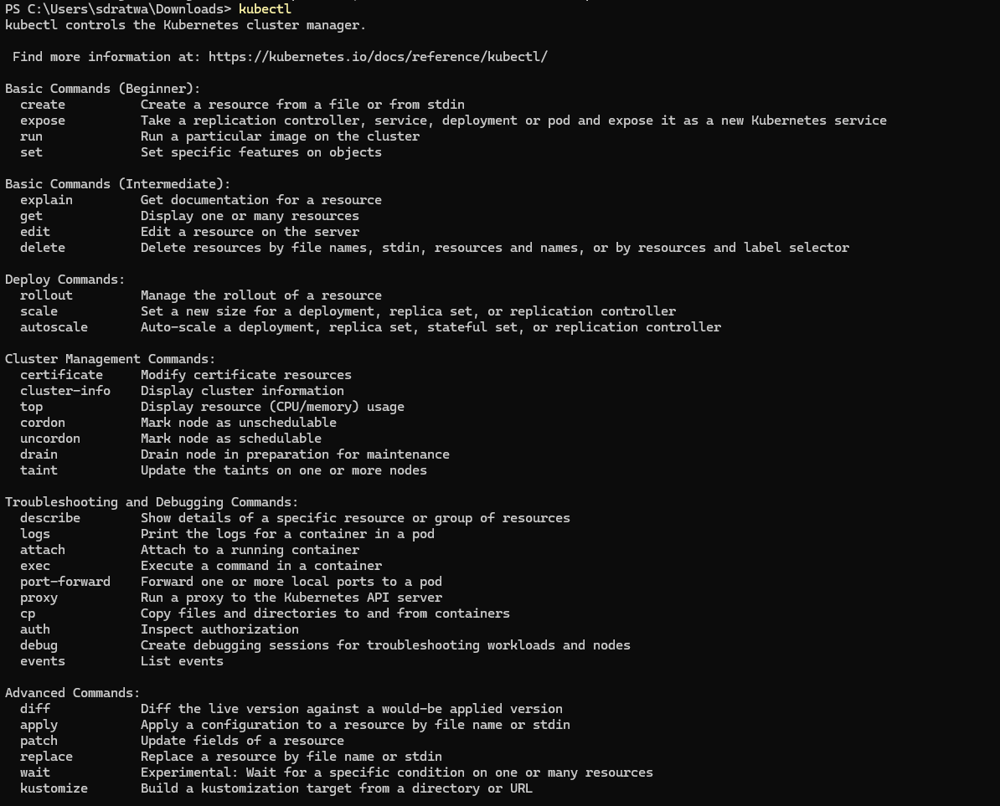 PS C:\Users\sdratwa\Downloads> kubectl
kubectl controls the Kubernetes cluster manager.

 Find more information at: https://kubernetes.io/docs/reference/kubectl/

Basic Commands (Beginner):
  create          Create a resource from a file or from stdin
  expose          Take a replication controller, service, deployment or pod and expose it as a new Kubernetes service
  run             Run a particular image on the cluster
  set             Set specific features on objects

Basic Commands (Intermediate):
  explain         Get documentation for a resource
  get             Display one or many resources
  edit            Edit a resource on the server
  delete          Delete resources by file names, stdin, resources and names, or by resources and label selector

Deploy Commands:
  rollout         Manage the rollout of a resource
  scale           Set a new size for a deployment, replica set, or replication controller
  autoscale       Auto-scale a deployment, replica set, stateful set, or replication controller

Cluster Management Commands:
  certificate     Modify certificate resources
  cluster-info    Display cluster information
  top             Display resource (CPU/memory) usage
  cordon          Mark node as unschedulable
  uncordon        Mark node as schedulable
  drain           Drain node in preparation for maintenance
  taint           Update the taints on one or more nodes

Troubleshooting and Debugging Commands:
  describe        Show details of a specific resource or group of resources
  logs            Print the logs for a container in a pod
  attach          Attach to a running container
  exec            Execute a command in a container
  port-forward    Forward one or more local ports to a pod
  proxy           Run a proxy to the Kubernetes API server
  cp              Copy files and directories to and from containers
  auth            Inspect authorization
  debug           Create debugging sessions for troubleshooting workloads and nodes
  events          List events

Advanced Commands:
  diff            Diff the live version against a would-be applied version
  apply           Apply a configuration to a resource by file name or stdin
  patch           Update fields of a resource
  replace         Replace a resource by file name or stdin
  wait            Experimental: Wait for a specific condition on one or many resources
  kustomize       Build a kustomization target from a directory or URL